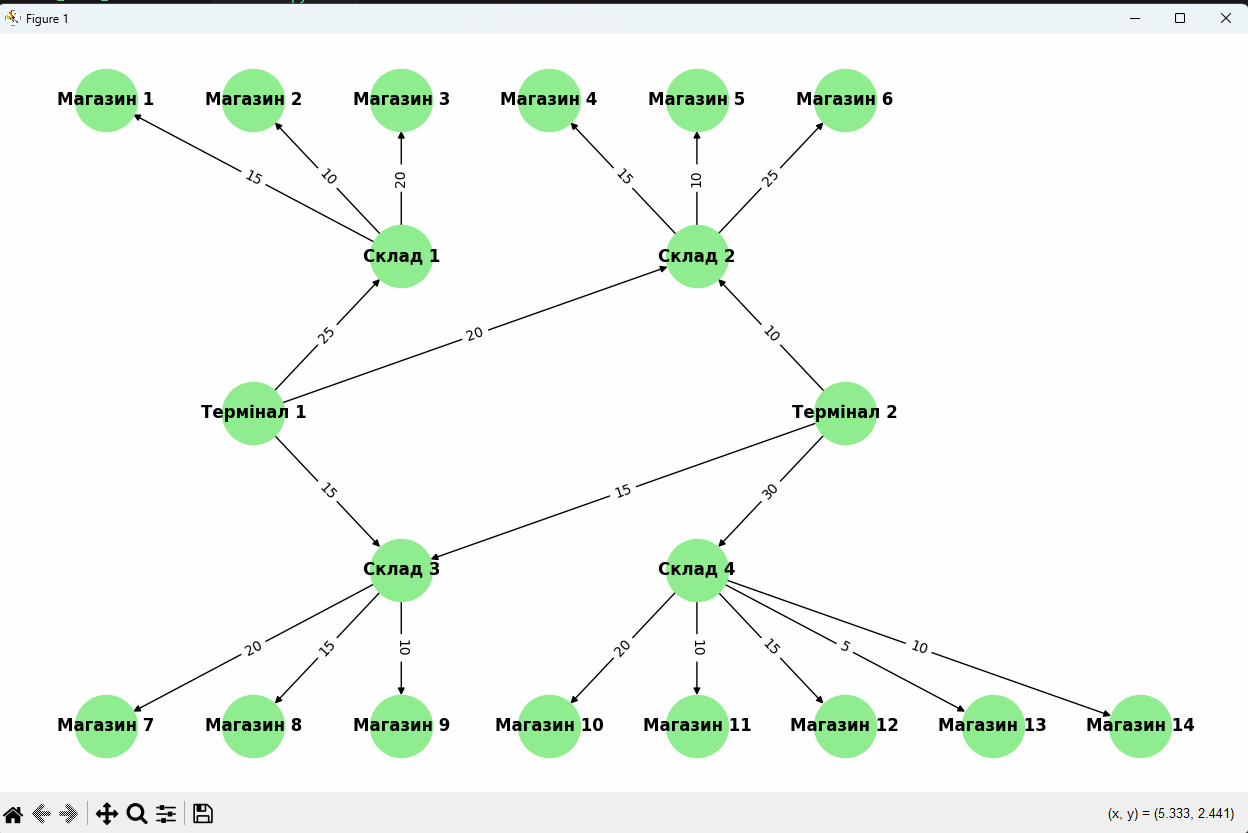 Figure 1
Магазин 1
Магазин 2
Магазин 3
Магазин 4
Магазин 5
Магазин 6
15
10
20
15
10
25
Склад 1
Склад 2
25
20
10
Термінал 1
Термінал 2
15
15
30
Склад 3
Склад 4
20
15
10
20
10
15
5
10
Магазин 7
Магазин 8
Магазин 9
Магазин 10
Магазин 11
Магазин 12
Магазин 13
Магазин 14
(x, y) = (5.333, 2.441)